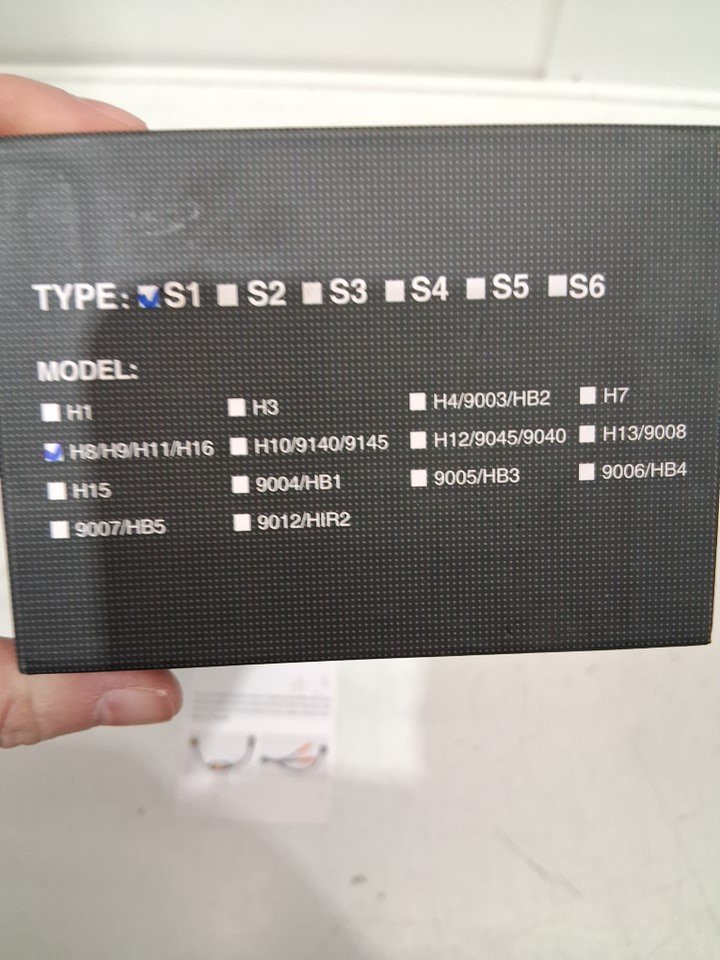 TYPE: S1 S2 S3 S4 S5 S6
MODEL:
H1 H3 H4/9003/HB2 H7
H8/H9/H11/H16 H10/9140/9145 H12/9045/9040 H13/9008
H15 9004/HB1 9005/HB3 9006/HB4
9007/HB5 9012/HIR2